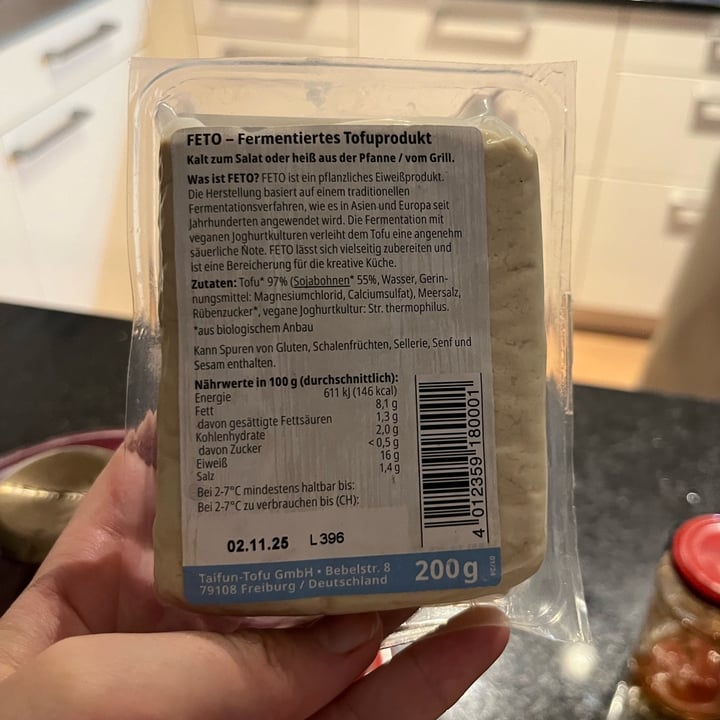 FETO – Fermentiertes Tofuprodukt
Kalt zum Salat oder heiß aus der Pfanne / vom Grill.
Was ist FETO? FETO ist ein pflanzliches Eiweißprodukt.
Die Herstellung basiert auf einem traditionellen
Fermentationsverfahren, wie es in Asien und Europa seit
Jahrhunderten angewendet wird. Die Fermentation mit
veganen Joghurtkulturen verleiht dem Tofu eine angenehm
säuerliche Note. FETO lässt sich vielseitig zubereiten und
ist eine Bereicherung für die kreative Küche.
Zutaten: Tofu* 97% (Sojabohnen* 55%, Wasser, Gerin-
nungsmittel: Magnesiumchlorid, Calciumsulfat), Meersalz,
Rübenzucker*, vegane Joghurtkultur: Str. thermophilus.
*aus biologischem Anbau
Kann Spuren von Gluten, Schalenfrüchten, Sellerie, Senf und
Sesam enthalten.
Nährwerte in 100 g (durchschnittlich):
Energie 611 kJ (146 kcal)
Fett 8,1 g
davon gesättigte Fettsäuren 1,3 g
Kohlenhydrate 2,0 g
davon Zucker <0,5 g
Eiweiß 16 g
Salz 1,4 g
Bei 2-7°C mindestens haltbar bis:
Bei 2-7°C zu verbrauchen bis (CH):
02.11.25 L 396
4 012359 180001
Taifun-Tofu GmbH • Bebelstr. 8
79108 Freiburg / Deutschland
200g